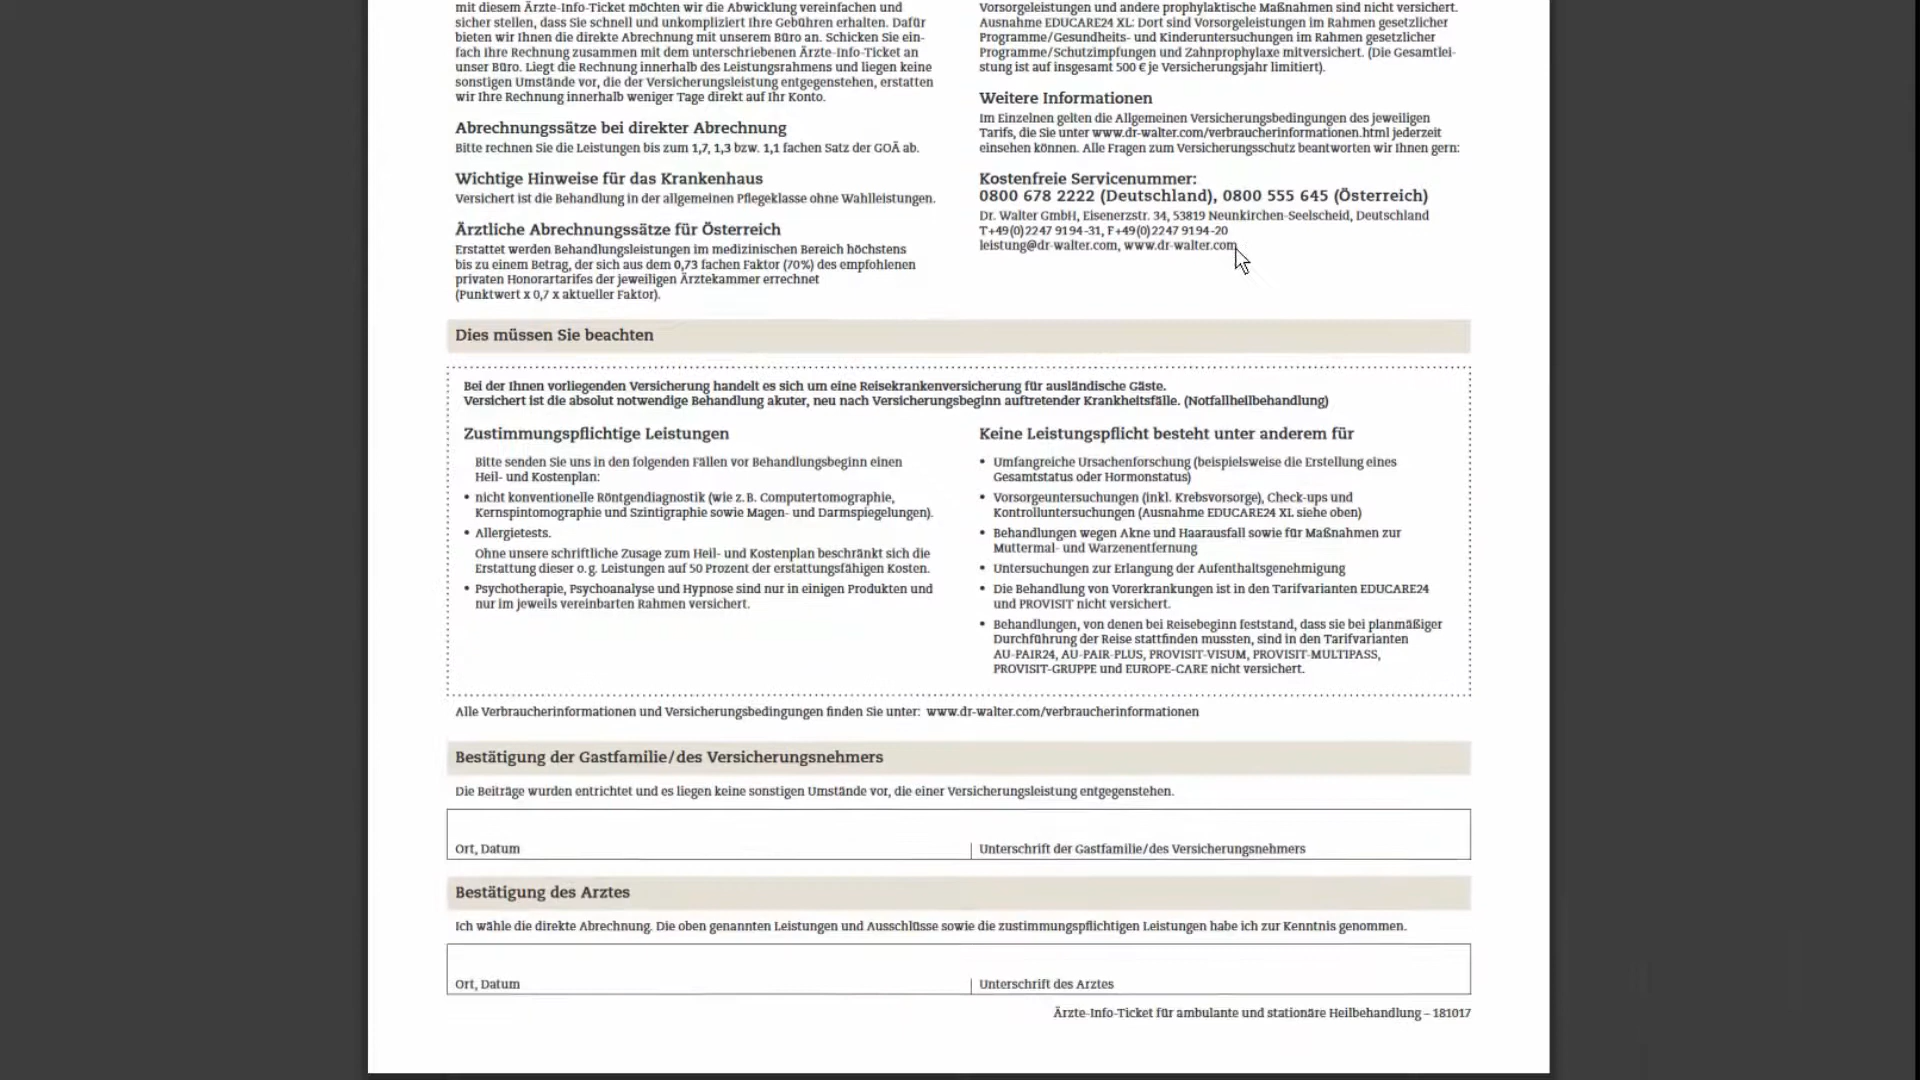 mit diesem Ärzte-Info-Ticket möchten wir die Abwicklung vereinfachen und
sicher stellen, dass Sie schnell und unkompliziert Ihre Gebühren erhalten. Dafür
bieten wir Ihnen die direkte Abrechnung mit unserem Büro an. Schicken Sie ein-
fach Ihre Rechnung zusammen mit dem unterschriebenen Ärzte-Info-Ticket an
unser Büro. Liegt die Rechnung innerhalb des Leistungsrahmens und liegen keine
sonstigen Umstände vor, die der Versicherungsleistung entgegenstehen, erstatten
wir Ihre Rechnung innerhalb weniger Tage direkt auf Ihr Konto.
Abrechnungssätze bei direkter Abrechnung
Bitte rechnen Sie die Leistungen bis zum 1,7, 1,3 bzw. 1,1 fachen Satz der GOÄ ab.
Wichtige Hinweise für das Krankenhaus
Versichert ist die Behandlung in der allgemeinen Pflegeklasse ohne Wahlleistungen.
Ärztliche Abrechnungssätze für Österreich
Erstattet werden Behandlungsleistungen im medizinischen Bereich höchstens
bis zu einem Betrag, der sich aus dem 0,73 fachen Faktor (70%) des empfohlenen
privaten Honorartarifes der jeweiligen Ärztekammer errechnet
(Punktwert x 0,7 x aktueller Faktor).
Vorsorgeleistungen und andere prophylaktische Maßnahmen sind nicht versichert.
Ausnahme EDUCARE24 XL: Dort sind Vorsorgeleistungen im Rahmen gesetzlicher
Programme/Gesundheits- und Kinderuntersuchungen im Rahmen gesetzlicher
Programme/Schutzimpfungen und Zahnprophylaxe mitversichert. (Die Gesamtlei-
stung ist auf insgesamt 500 € je Versicherungsjahr limitiert).
Weitere Informationen
Im Einzelnen gelten die Allgemeinen Versicherungsbedingungen des jeweiligen
Tarifs, die Sie unter www.dr-walter.com/verbraucherinformationen.html jederzeit
einsehen können. Alle Fragen zum Versicherungsschutz beantworten wir Ihnen gern:
Kostenfreie Servicenummer:
0800 678 2222 (Deutschland), 0800 555 645 (Österreich)
Dr. Walter GmbH, Eisenerzstr. 34, 53819 Neunkirchen-Seelscheid, Deutschland
T+49(0)2247 9194-31, F+49(0)2247 9194-20
leistung@dr-walter.com, www.dr-walter.com
Dies müssen Sie beachten
Bei der Ihnen vorliegenden Versicherung handelt es sich um eine Reisekrankenversicherung für ausländische Gäste.
Versichert ist die absolut notwendige Behandlung akuter, neu nach Versicherungsbeginn auftretender Krankheitsfälle. (Notfallheilbehandlung)
Zustimmungspflichtige Leistungen
Bitte senden Sie uns in den folgenden Fällen vor Behandlungsbeginn einen
Heil- und Kostenplan:
• nicht konventionelle Röntgendiagnostik (wie z.B. Computertomographie,
Kernspintomographie und Szintigraphie sowie Magen- und Darmspiegelungen).
• Allergietests.
Ohne unsere schriftliche Zusage zum Heil- und Kostenplan beschränkt sich die
Erstattung dieser o.g. Leistungen auf 50 Prozent der erstattungsfähigen Kosten.
• Psychotherapie, Psychoanalyse und Hypnose sind nur in einigen Produkten und
nur im jeweils vereinbarten Rahmen versichert.
Keine Leistungspflicht besteht unter anderem für
• Umfangreiche Ursachenforschung (beispielsweise die Erstellung eines
Gesamtstatus oder Hormonstatus)
• Vorsorgeuntersuchungen (inkl. Krebsvorsorge), Check-ups und
Kontrolluntersuchungen (Ausnahme EDUCARE24 XL siehe oben)
• Behandlungen wegen Akne und Haarausfall sowie für Maßnahmen zur
Muttermal- und Warzenentfernung
• Untersuchungen zur Erlangung der Aufenthaltsgenehmigung
• Die Behandlung von Vorerkrankungen ist in den Tarifvarianten EDUCARE24
und PROVISIT nicht versichert.
• Behandlungen, von denen bei Reisebeginn feststand, dass sie bei planmäßiger
Durchführung der Reise stattfinden mussten, sind in den Tarifvarianten
AU-PAIR24, AU-PAIR-PLUS, PROVISIT-VISUM, PROVISIT-MULTIPASS,
PROVISIT-GRUPPE und EUROPE-CARE nicht versichert.
Alle Verbraucherinformationen und Versicherungsbedingungen finden Sie unter: www.dr-walter.com/verbraucherinformationen
Bestätigung der Gastfamilie/des Versicherungsnehmers
Die Beiträge wurden entrichtet und es liegen keine sonstigen Umstände vor, die einer Versicherungsleistung entgegenstehen.
Ort, Datum
Unterschrift der Gastfamilie/des Versicherungsnehmers
Bestätigung des Arztes
Ich wähle die direkte Abrechnung. Die oben genannten Leistungen und Ausschlüsse sowie die zustimmungspflichtigen Leistungen habe ich zur Kenntnis genommen.
Ort, Datum
Unterschrift des Arztes
Ärzte-Info-Ticket für ambulante und stationäre Heilbehandlung – 181017